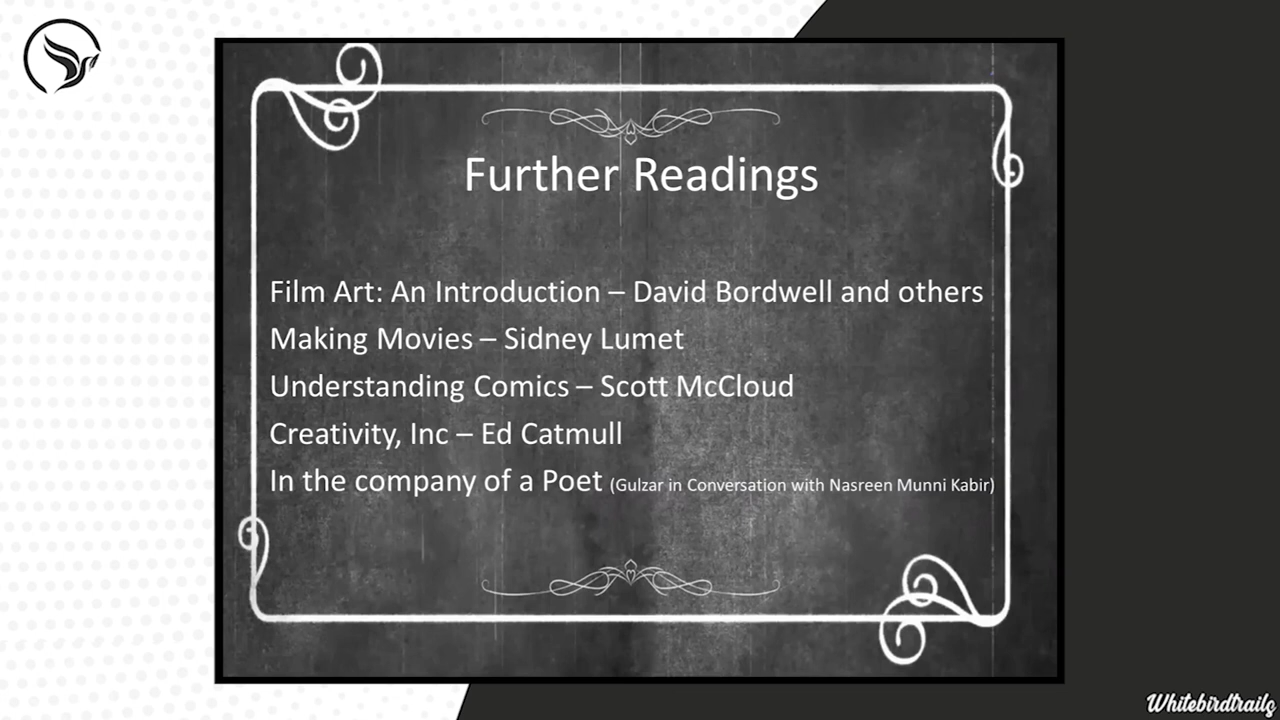 Further Readings
Film Art: An Introduction – David Bordwell and others
Making Movies – Sidney Lumet
Understanding Comics – Scott McCloud
Creativity, Inc – Ed Catmull
In the company of a Poet (Gulzar in Conversation with Nasreen Munni Kabir)
Whitebirdtrails